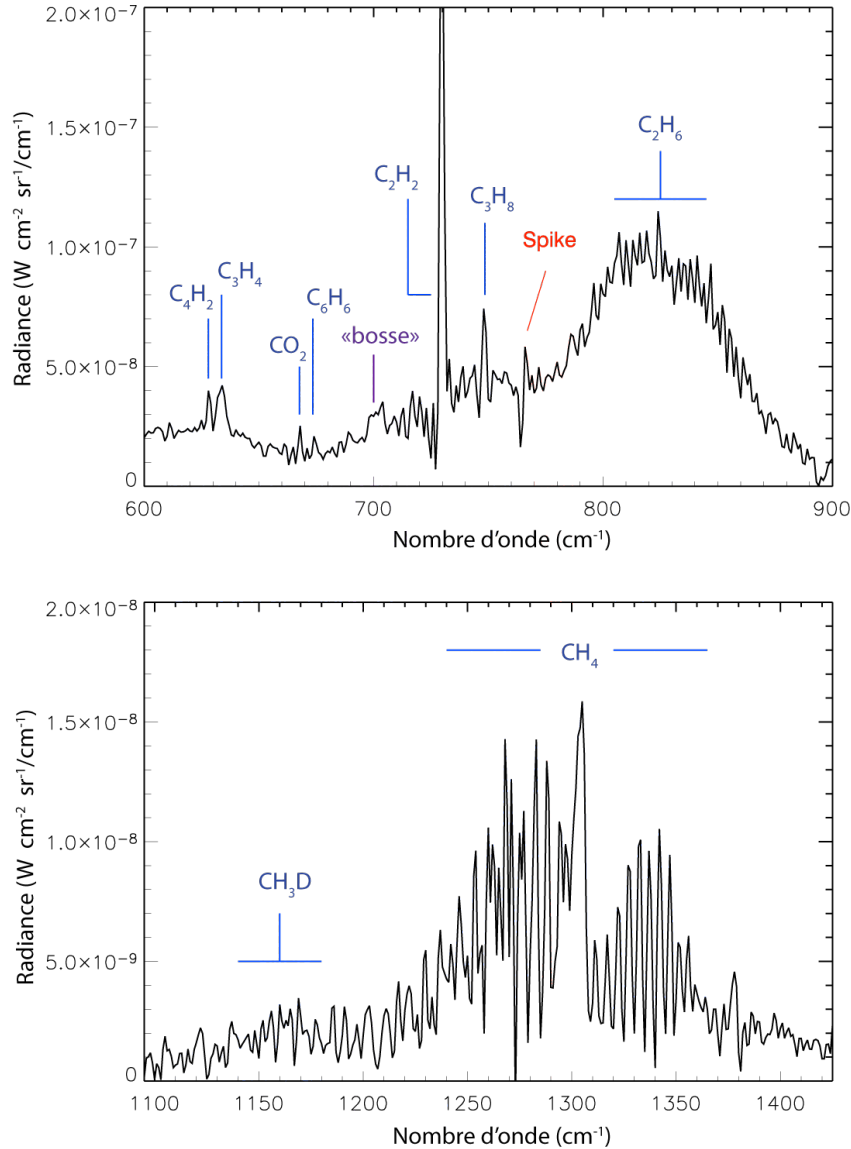 2.0×10⁻⁷
1.5×10⁻⁷
1.0×10⁻⁷
5.0×10⁻⁸
0
Radiance (W cm⁻² sr⁻¹/cm⁻¹)
C₄H₂
C₃H₄
CO₂
C₆H₆
«bosse»
C₂H₂
C₃H₈
Spike
C₂H₆
600 700 800 900
Nombre d'onde (cm⁻¹)
2.0×10⁻⁸
1.5×10⁻⁸
1.0×10⁻⁸
5.0×10⁻⁹
0
Radiance (W cm⁻² sr⁻¹/cm⁻¹)
CH₃D
CH₄
1100 1150 1200 1250 1300 1350 1400
Nombre d'onde (cm⁻¹)